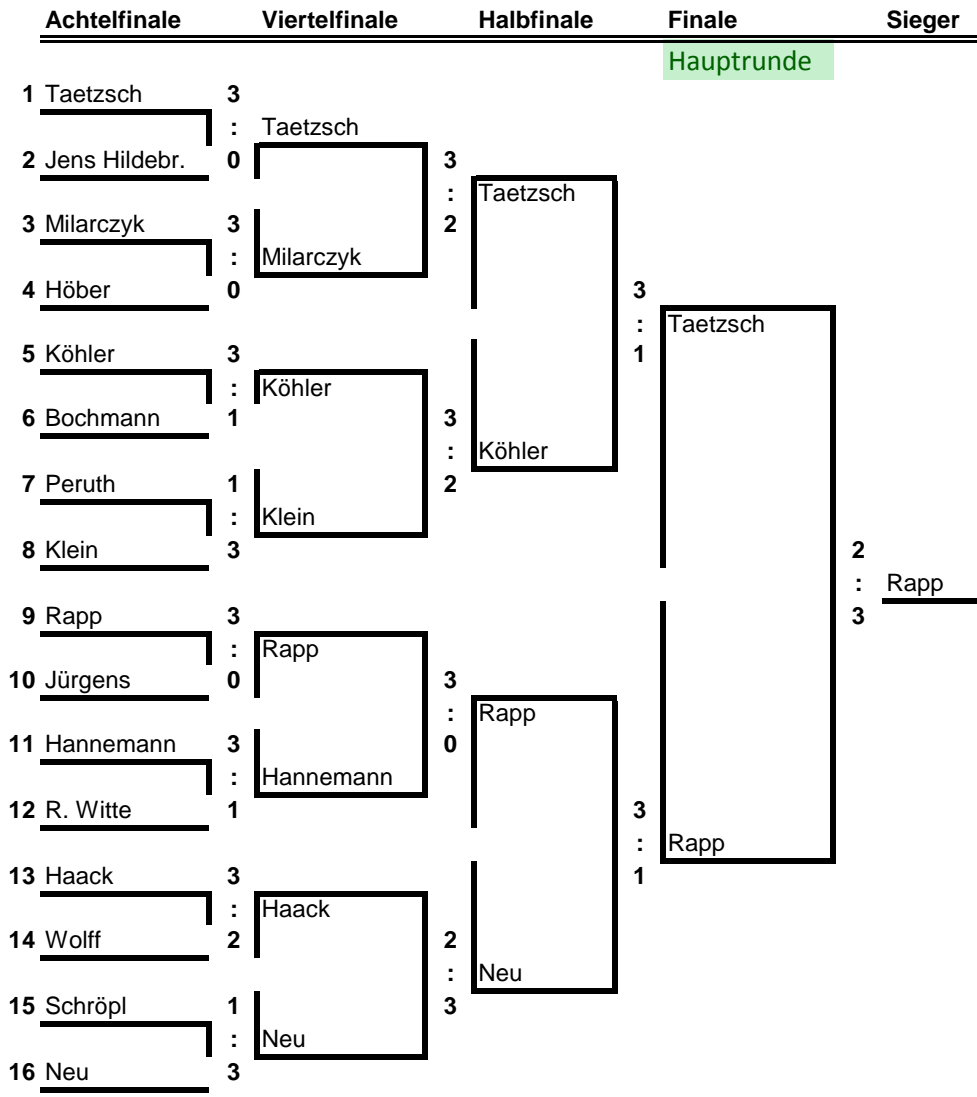 Achtelfinale Viertelfinale Halbfinale Finale Sieger
Hauptrunde
1 Taetzsch 3
: Taetzsch
2 Jens Hildebr. 0 3
: Taetzsch
3 Milarczyk 3 2
: Milarczyk
4 Höber 0 3
: Taetzsch
5 Köhler 3 1
: Köhler
6 Bochmann 1 3
: Köhler
7 Peruth 1 2
: Klein
8 Klein 3 2
: Rapp
9 Rapp 3 3
: Rapp
10 Jürgens 0 3
: Rapp
11 Hannemann 3 0
: Hannemann
12 R. Witte 1 3
: Rapp
13 Haack 3 1
: Haack
14 Wolff 2 2
: Neu
15 Schröpl 1 3
: Neu
16 Neu 3